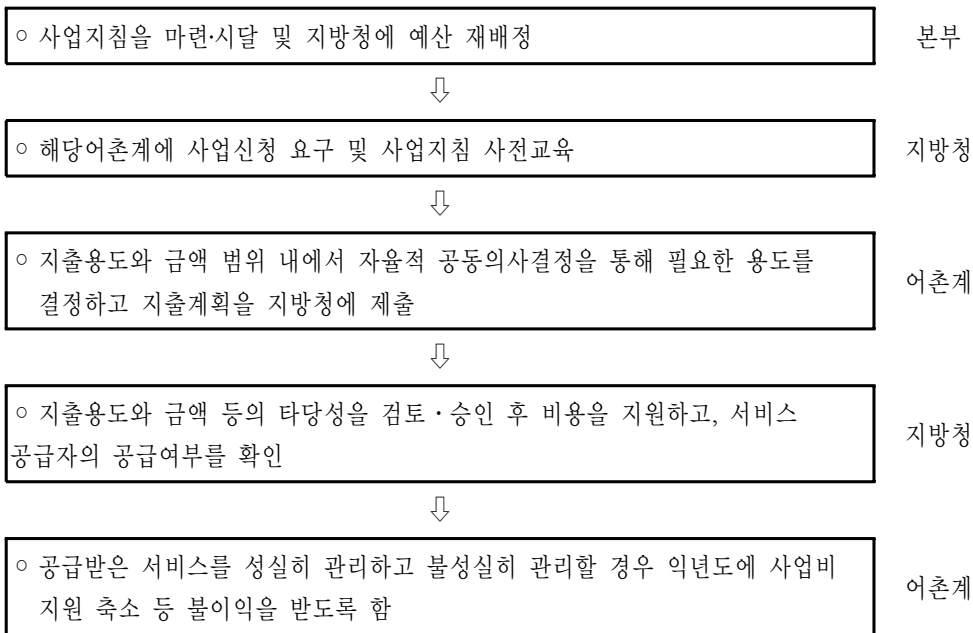 ○ 사업지침을 마련·시달 및 지방청에 예산 재배정
본부
⇩
○ 해당어촌계에 사업신청 요구 및 사업지침 사전교육
지방청
⇩
○ 지출용도와 금액 범위 내에서 자율적 공동의사결정을 통해 필요한 용도를
결정하고 지출계획을 지방청에 제출
어촌계
⇩
○ 지출용도와 금액 등의 타당성을 검토·승인 후 비용을 지원하고, 서비스
공급자의 공급여부를 확인
지방청
⇩
○ 공급받은 서비스를 성실히 관리하고 불성실히 관리할 경우 익년도에 사업비
지원 축소 등 불이익을 받도록 함
어촌계